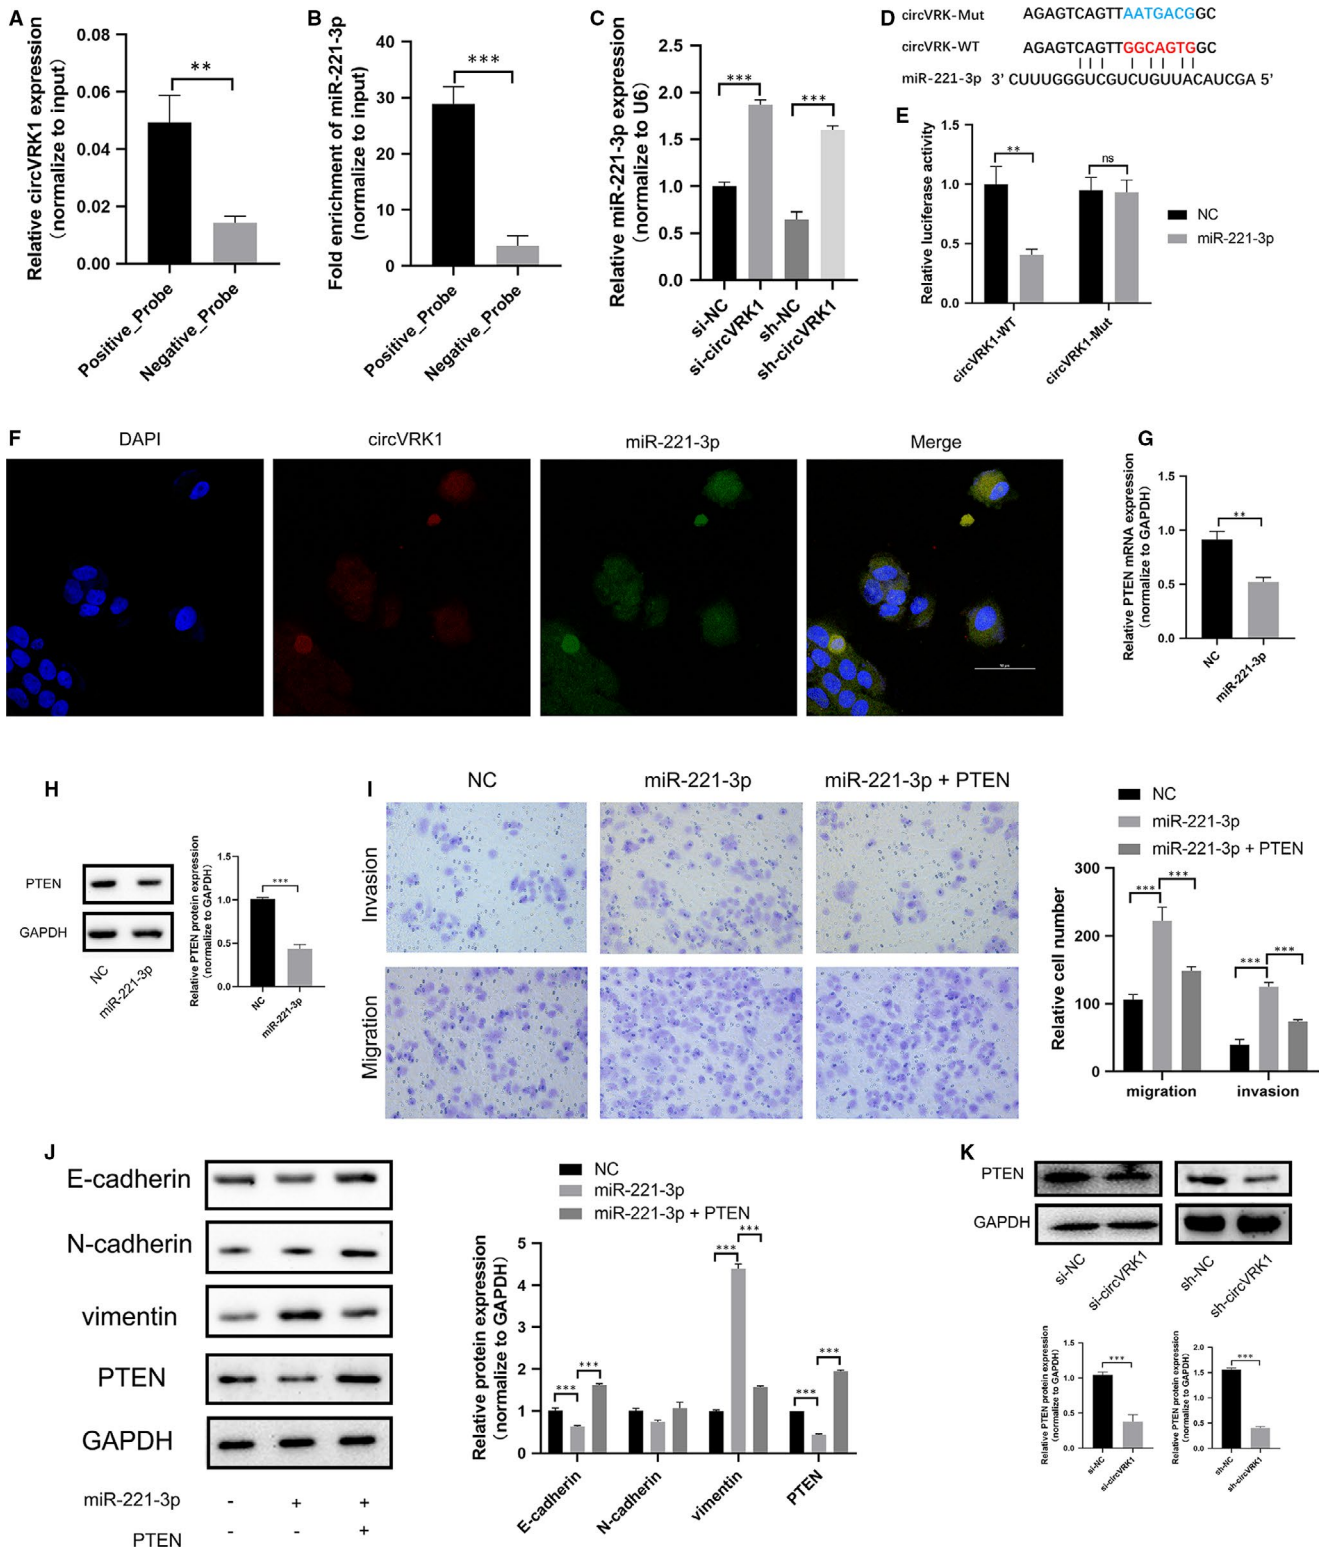 A
Relative circVRK1 expression
(normalize to input)
0.08
0.06
0.04
0.02
0.00
**
Positive_Probe
Negative_Probe
B
Fold enrichment of miR-221-3p
(normalize to input)
40
30
20
10
0
***
Positive_Probe
Negative_Probe
C
Relative miR-221-3p expression
(normalize to U6)
2.5
2.0
1.5
1.0
0.5
0.0
***
***
si-NC
si-circVRK1
sh-NC
sh-circVRK1
D
circVRK-Mut AGAGTCAGTTAATGACGGC
circVRK-WT AGAGTCAGTTGGCAGTGGC
miR-221-3p 3' CUUUGGGUCGUCUGUUACAUCGA 5'
E
Relative luciferase activity
1.5
1.0
0.5
0.0
**
ns
circVRK1-WT
circVRK1-Mut
NC
miR-221-3p
F
DAPI
circVRK1
miR-221-3p
Merge
G
Relative PTEN mRNA expression
(normalize to GAPDH)
1.5
1.0
0.5
0.0
**
NC
miR-221-3p
H
PTEN
GAPDH
NC
miR-221-3p
Relative PTEN protein expression
(normalize to GAPDH)
1.5
1.0
0.5
0.0
***
NC
miR-221-3p
I
NC
miR-221-3p
miR-221-3p + PTEN
Invasion
Migration
NC
miR-221-3p
miR-221-3p + PTEN
Relative cell number
300
200
100
0
***
***
***
***
migration
invasion
J
E-cadherin
N-cadherin
vimentin
PTEN
GAPDH
miR-221-3p - + +
PTEN - - +
NC
miR-221-3p
miR-221-3p + PTEN
Relative protein expression
(normalize to GAPDH)
5
4
3
2
1
0
***
***
***
***
***
***
E-cadherin
N-cadherin
vimentin
PTEN
K
PTEN
GAPDH
si-NC
si-circVRK1
sh-NC
sh-circVRK1
Relative PTEN protein expression
(normalize to GAPDH)
1.5
1.0
0.5
0.0
***
si-NC
si-circVRK1
Relative PTEN protein expression
(normalize to GAPDH)
2.0
1.5
1.0
0.5
0.0
***
sh-NC
sh-circVRK1